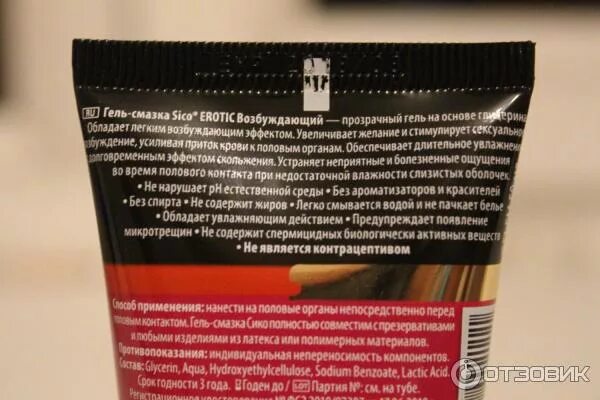 RU Гель-смазка Sico® EROTIC Возбуждающий — прозрачный гель на основе глицерина
Обладает легким возбуждающим эффектом. Увеличивает желание и стимулирует сексуальное
возбуждение, усиливая приток крови к половым органам. Обеспечивает длительное увлажнение
долговременным эффектом скольжения. Устраняет неприятные и болезненные ощущения
во время полового контакта при недостаточной влажности слизистых оболочек.
• Не нарушает pH естественной среды • Без ароматизаторов и красителей
• Без спирта • Не содержит жиров • Легко смывается водой и не пачкает белье
• Обладает увлажняющим действием • Предупреждает появление
микротрещин • Не содержит спермицидных биологически активных веществ
• Не является контрацептивом
Способ применения: нанести на половые органы непосредственно перед
половым контактом. Гель-смазка Сико полностью совместим с презервативами
и любыми изделиями из латекса или полимерных материалов.
Противопоказания: индивидуальная непереносимость компонентов.
Состав: Glycerin, Aqua, Hydroxyethylcellulose, Sodium Benzoate, Lactic Acid.
Срок годности 3 года. Годен до/ LOT Партия №: см. на тубе.
Регистрационное удостоверение №
ОТЗОВИК